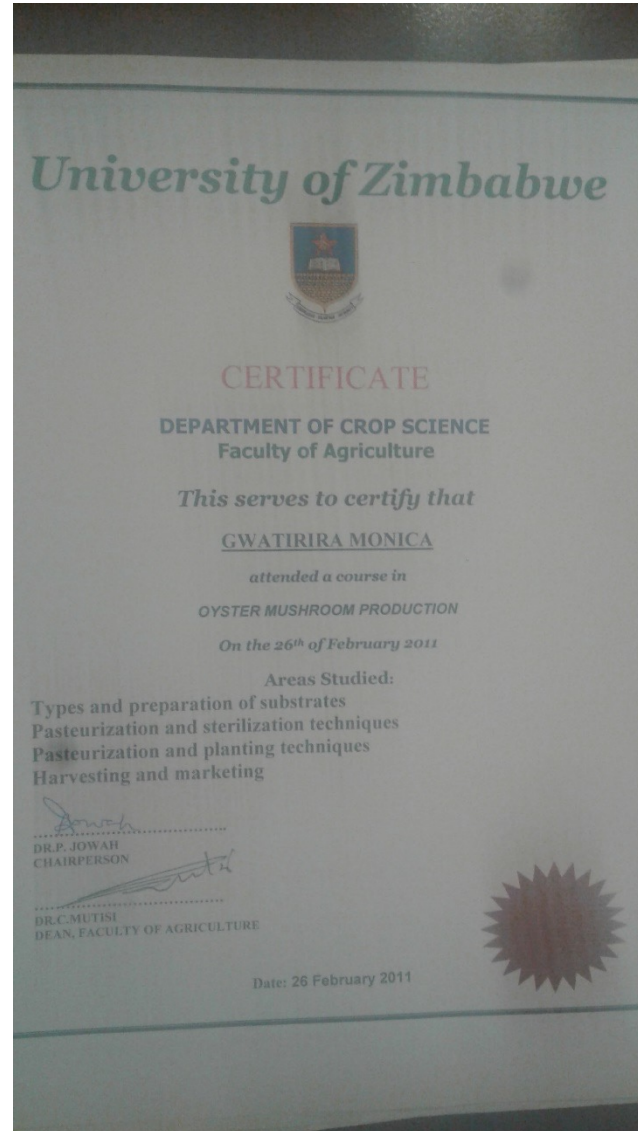 University of Zimbabwe
CERTIFICATE
DEPARTMENT OF CROP SCIENCE
Faculty of Agriculture
This serves to certify that
GWATIRIRA MONICA
attended a course in
OYSTER MUSHROOM PRODUCTION
On the 26th of February 2011
Areas Studied:
Types and preparation of substrates
Pasteurization and sterilization techniques
Pasteurization and planting techniques
Harvesting and marketing
Jowah
DR.P. JOWAH
CHAIRPERSON
DR.C.MUTISI
DEAN, FACULTY OF AGRICULTURE
Date: 26 February 2011